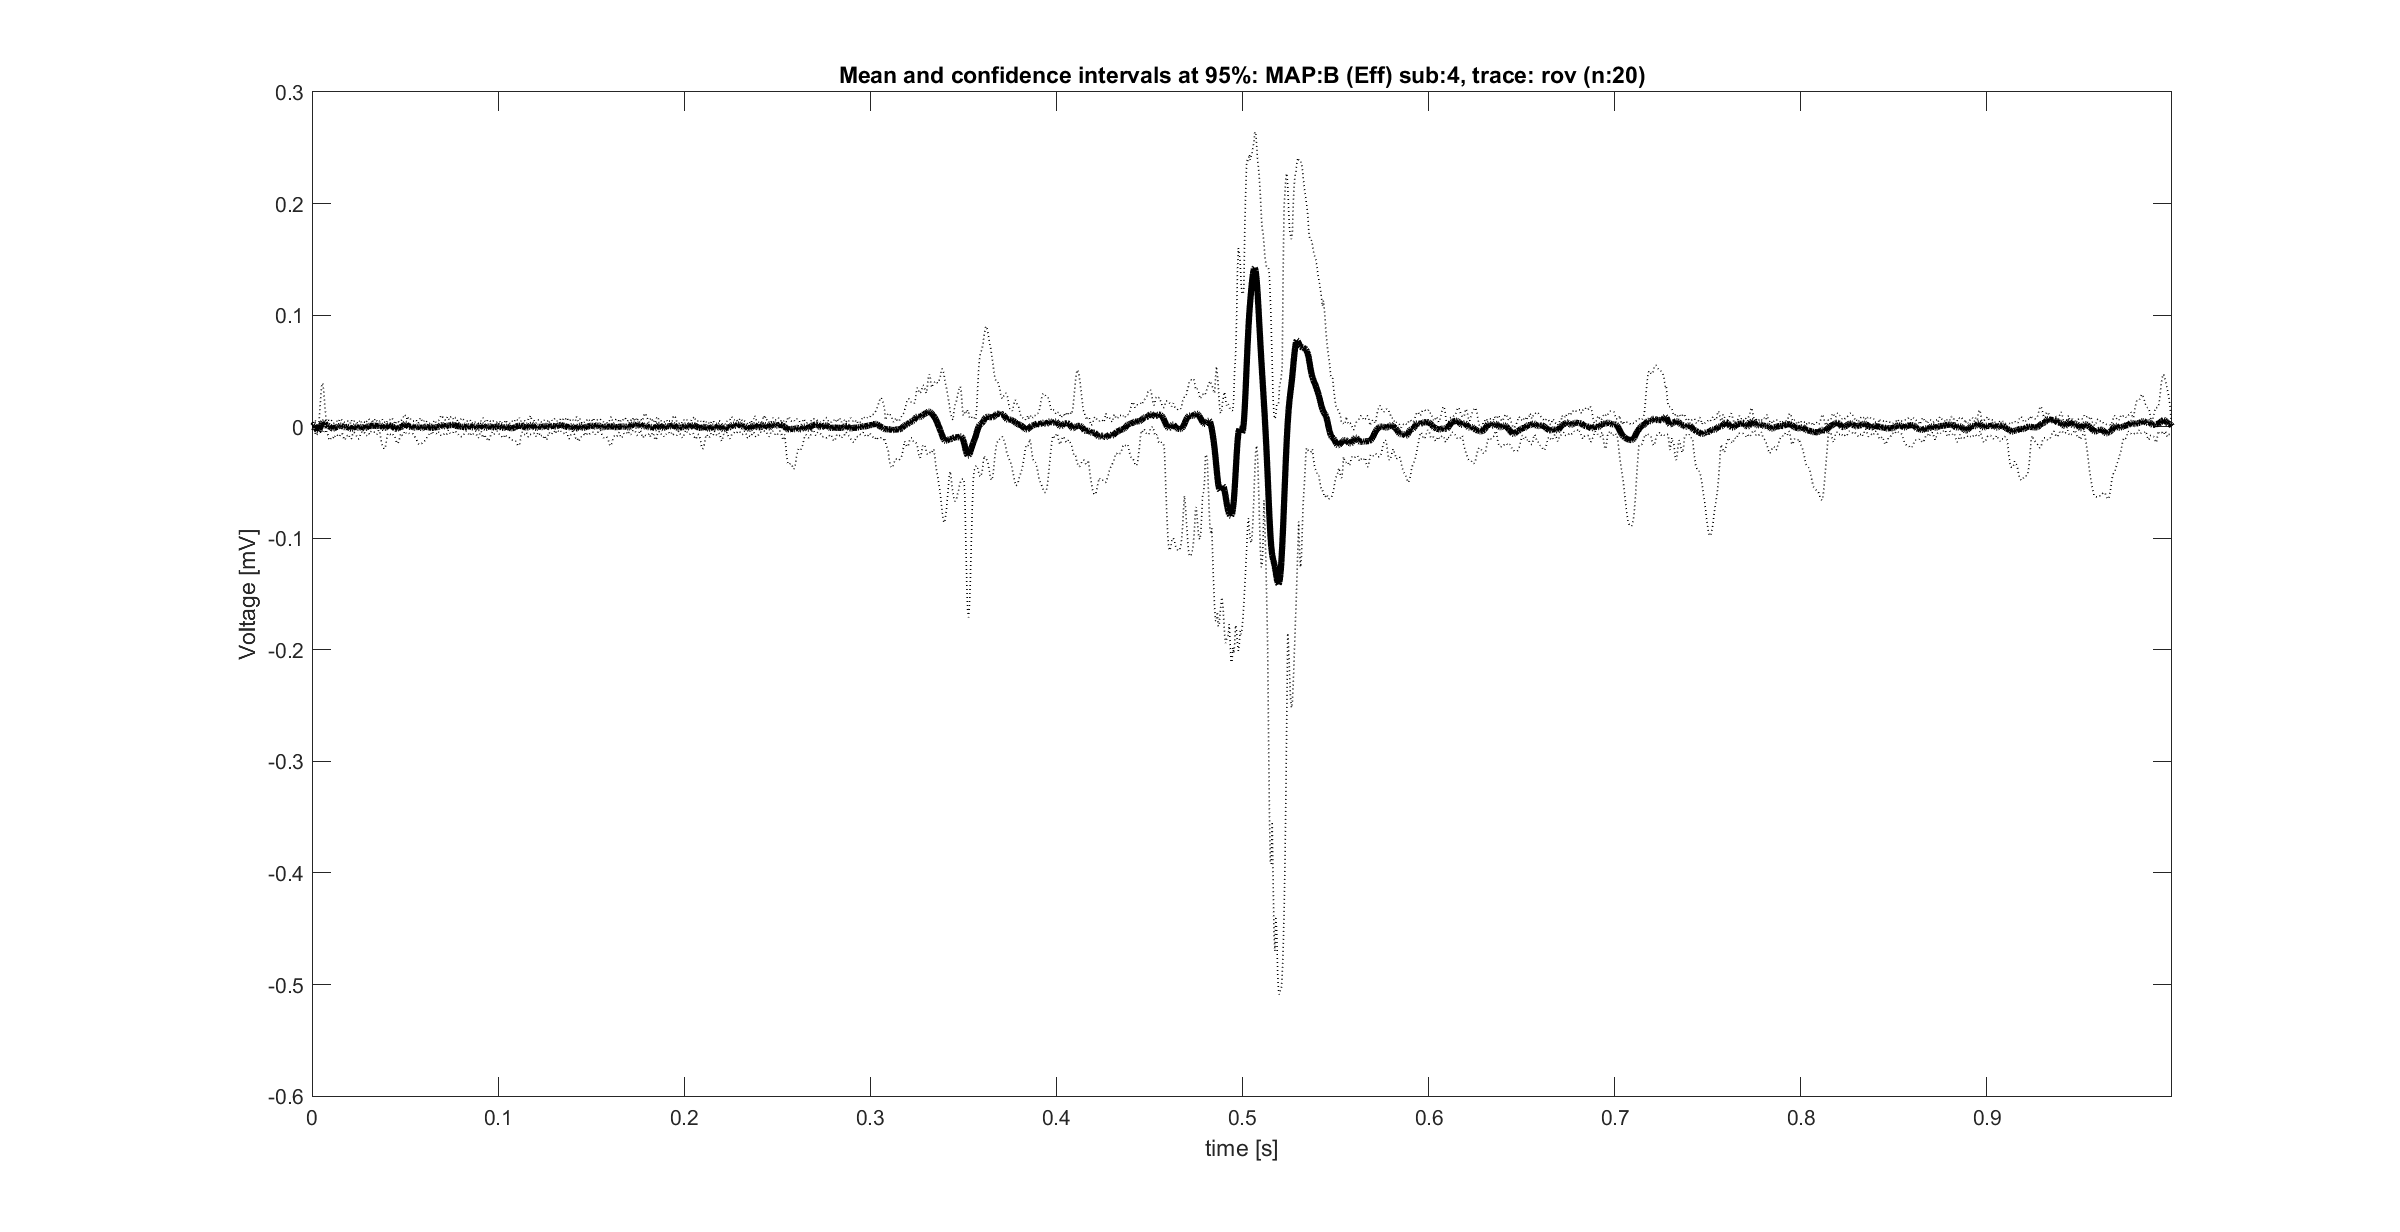 Mean and confidence intervals at 95%: MAP:B (Eff) sub:4, trace: rov (n:20)
0.3
0.2
0.1
0
-0.1
-0.2
-0.3
-0.4
-0.5
-0.6
Voltage [mV]
0 0.1 0.2 0.3 0.4 0.5 0.6 0.7 0.8 0.9
time [s]